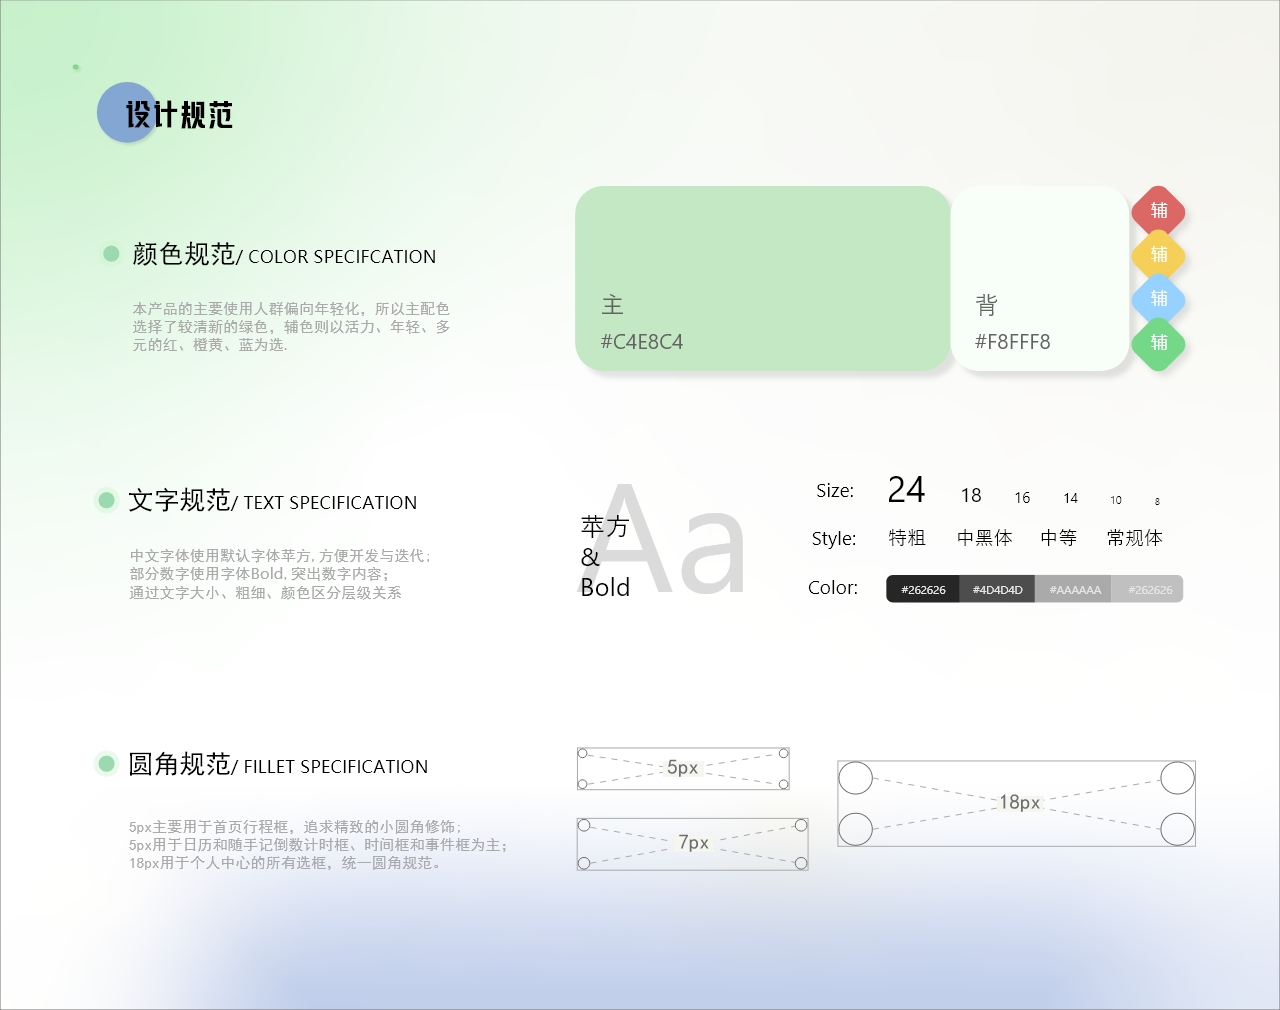 设计规范
颜色规范/ COLOR SPECIFCATION
本产品的主要使用人群偏向年轻化，所以主配色
选择了较清新的绿色，辅色则以活力、年轻、多
元的红、橙黄、蓝为选.
主
#C4E8C4
背
#F8FFF8
辅
辅
辅
辅
文字规范/ TEXT SPECIFICATION
中文字体使用默认字体苹方, 方便开发与迭代;
部分数字使用字体Bold, 突出数字内容；
通过文字大小、粗细、颜色区分层级关系
Aa
苹方
&
Bold
Size: 24 18 16 14 10 8
Style: 特粗 中黑体 中等 常规体
Color: #262626 #4D4D4D #AAAAAA #262626
圆角规范/ FILLET SPECIFICATION
5px主要用于首页行程框，追求精致的小圆角修饰;
5px用于日历和随手记倒数计时框、时间框和事件框为主；
18px用于个人中心的所有选框，统一圆角规范。
5px
7px
18px